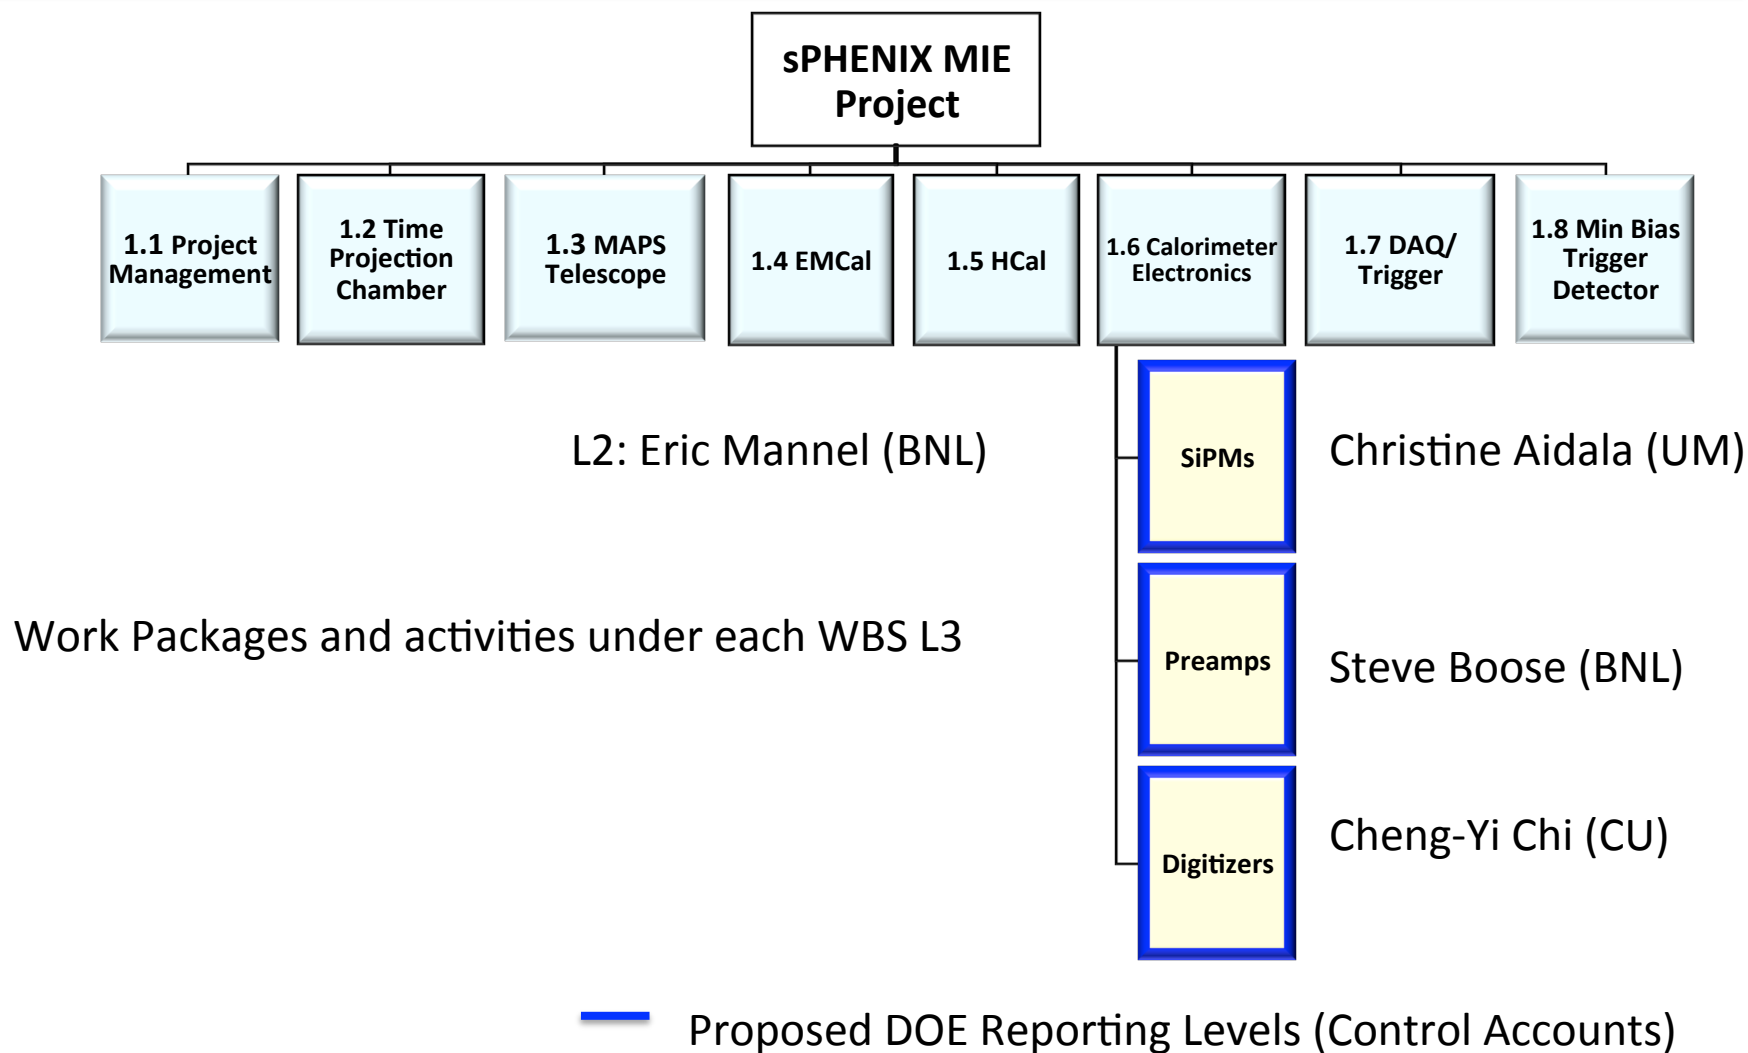 sPHENIX MIE
Project
1.1 Project
Management
1.2 Time
Projection
Chamber
1.3 MAPS
Telescope
1.4 EMCal
1.5 HCal
1.6 Calorimeter
Electronics
1.7 DAQ/
Trigger
1.8 Min Bias
Trigger
Detector
L2: Eric Mannel (BNL)
SiPMs
Christine Aidala (UM)
Work Packages and activities under each WBS L3
Preamps
Steve Boose (BNL)
Digitizers
Cheng-Yi Chi (CU)
Proposed DOE Reporting Levels (Control Accounts)